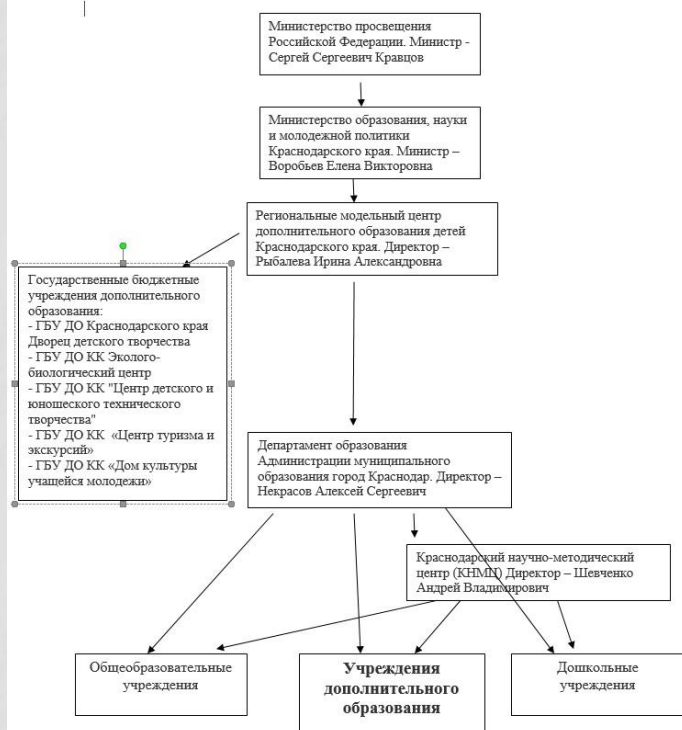 Министерство просвещения
Российской Федерации. Министр -
Сергей Сергеевич Кравцов
Министерство образования, науки
и молодежной политики
Краснодарского края. Министр –
Воробьев Елена Викторовна
Региональные модельный центр
дополнительного образования детей
Краснодарского края. Директор –
Рыбалева Ирина Александровна
Государственные бюджетные
учреждения дополнительного
образования:
- ГБУ ДО Краснодарского края
Дворец детского творчества
- ГБУ ДО КК Эколого-
биологический центр
- ГБУ ДО КК "Центр детского и
юношеского технического
творчества"
- ГБУ ДО КК «Центр туризма и
экскурсий»
- ГБУ ДО КК «Дом культуры
учащейся молодежи»
Департамент образования
Администрации муниципального
образования город Краснодар. Директор –
Некрасов Алексей Сергеевич
Краснодарский научно-методический
центр (КНМЦ) Директор – Шевченко
Андрей Владимирович
Общеобразовательные
учреждения
Учреждения
дополнительного
образования
Дошкольные
учреждения